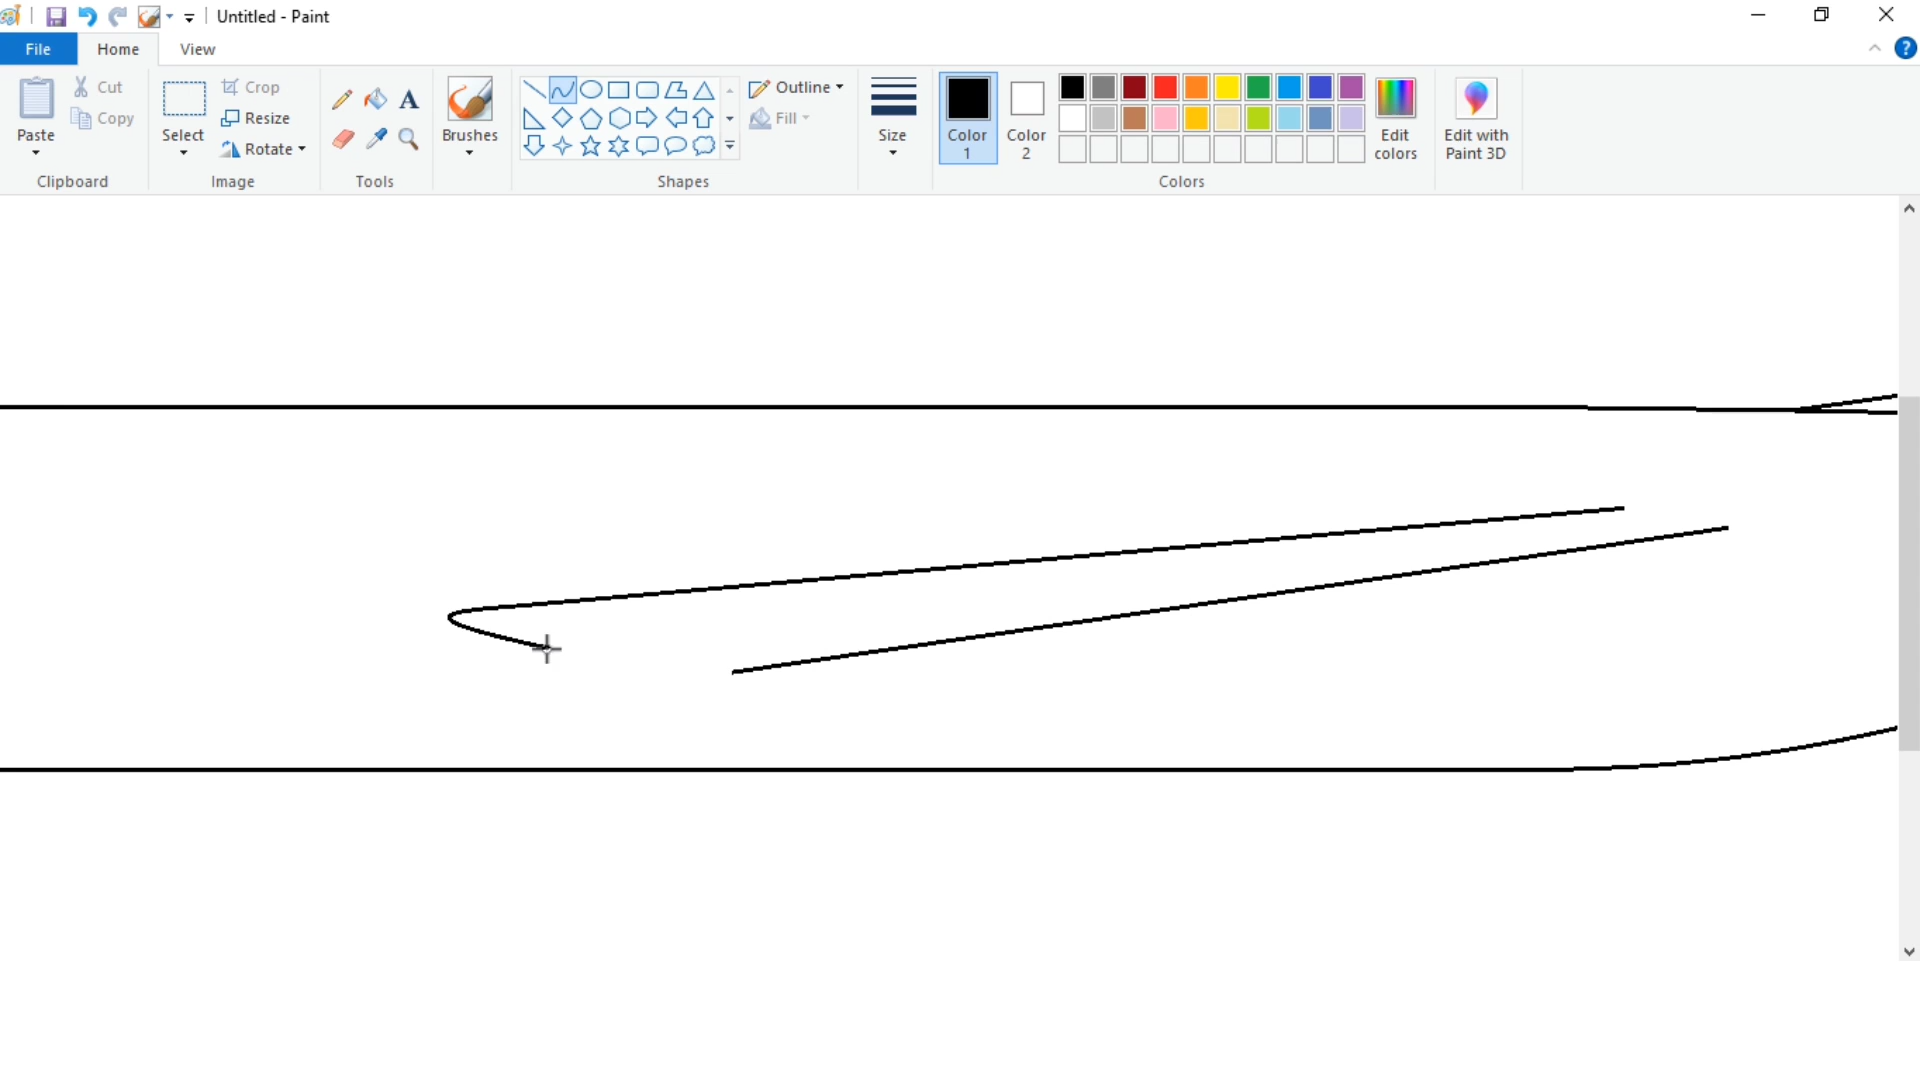 Untitled - Paint
File Home View
Cut Crop Outline
Copy Resize Fill
Paste Select Rotate Brushes Size Color 1 Color 2 Edit colors Edit with Paint 3D
Clipboard Image Tools Shapes Colors